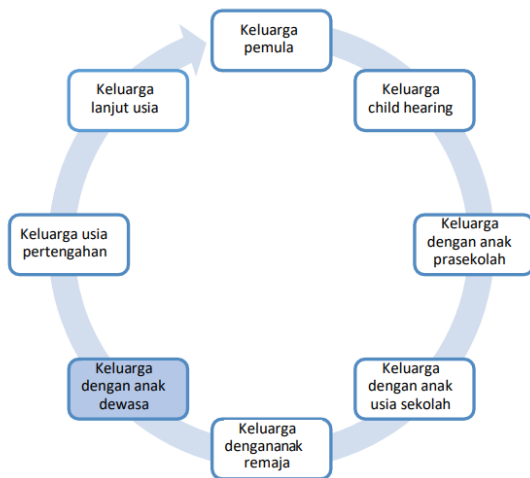 Keluarga
pemula
Keluarga
child hearing
Keluarga
dengan anak
prasekolah
Keluarga
dengan anak
usia sekolah
Keluarga
dengananak
remaja
Keluarga
dengan anak
dewasa
Keluarga usia
pertengahan
Keluarga
lanjut usia